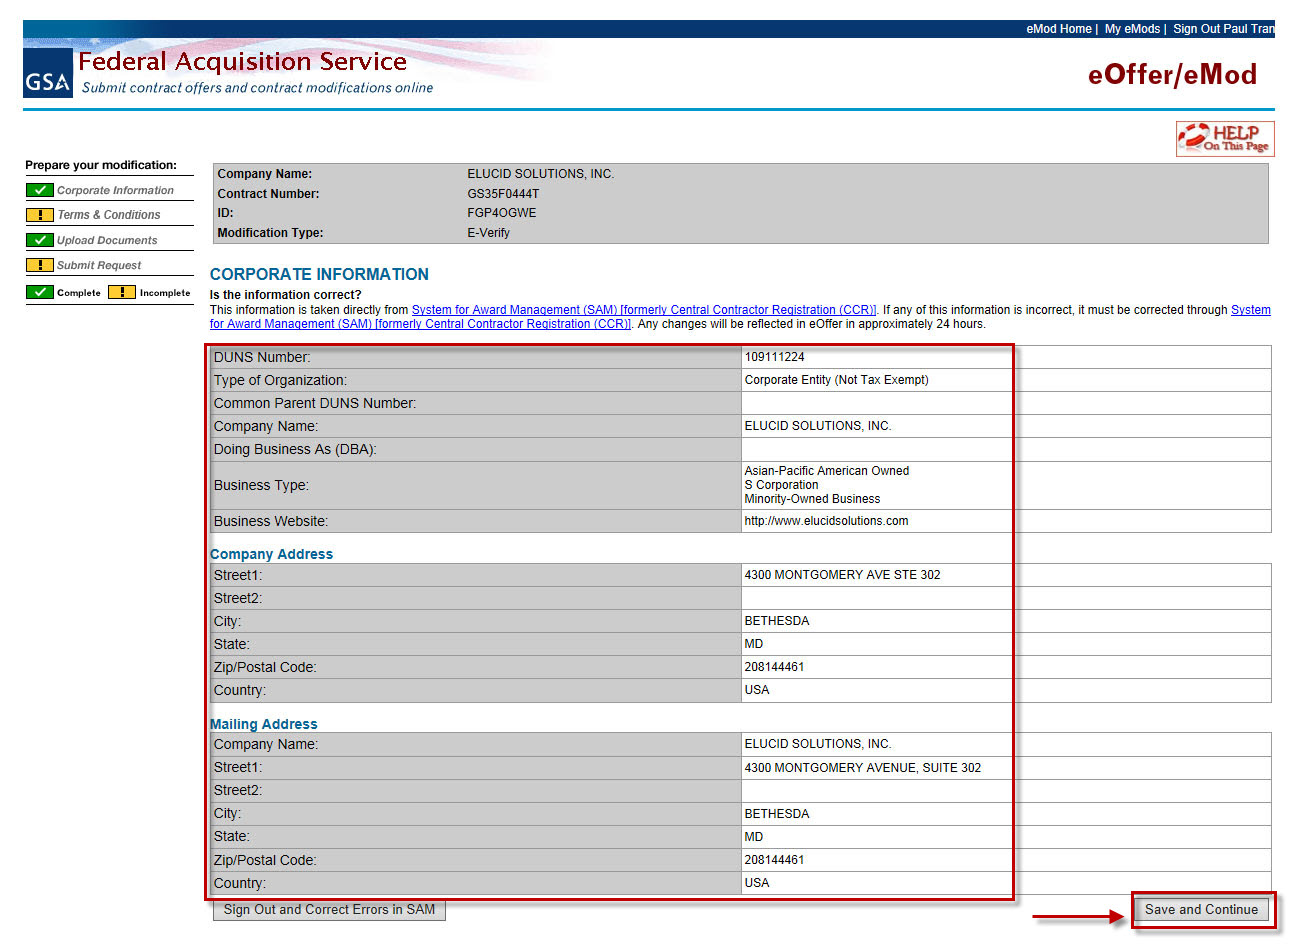 eMod Home | My eMods | Sign Out Paul Tran
GSA
Federal Acquisition Service
Submit contract offers and contract modifications online
eOffer/eMod
HELP
On This Page
Prepare your modification:
Corporate Information
! Terms & Conditions
Upload Documents
! Submit Request
Complete ! Incomplete
Company Name: ELUCID SOLUTIONS, INC.
Contract Number: GS35F0444T
ID: FGP4OGWE
Modification Type: E-Verify
CORPORATE INFORMATION
Is the information correct?
This information is taken directly from System for Award Management (SAM) [formerly Central Contractor Registration (CCR)]. If any of this information is incorrect, it must be corrected through System
for Award Management (SAM) [formerly Central Contractor Registration (CCR)]. Any changes will be reflected in eOffer in approximately 24 hours.
DUNS Number: 109111224
Type of Organization: Corporate Entity (Not Tax Exempt)
Common Parent DUNS Number:
Company Name: ELUCID SOLUTIONS, INC.
Doing Business As (DBA):
Business Type: Asian-Pacific American Owned
S Corporation
Minority-Owned Business
Business Website: http://www.elucidsolutions.com
Company Address
Street1: 4300 MONTGOMERY AVE STE 302
Street2:
City: BETHESDA
State: MD
Zip/Postal Code: 208144461
Country: USA
Mailing Address
Company Name: ELUCID SOLUTIONS, INC.
Street1: 4300 MONTGOMERY AVENUE, SUITE 302
Street2:
City: BETHESDA
State: MD
Zip/Postal Code: 208144461
Country: USA
Sign Out and Correct Errors in SAM
Save and Continue